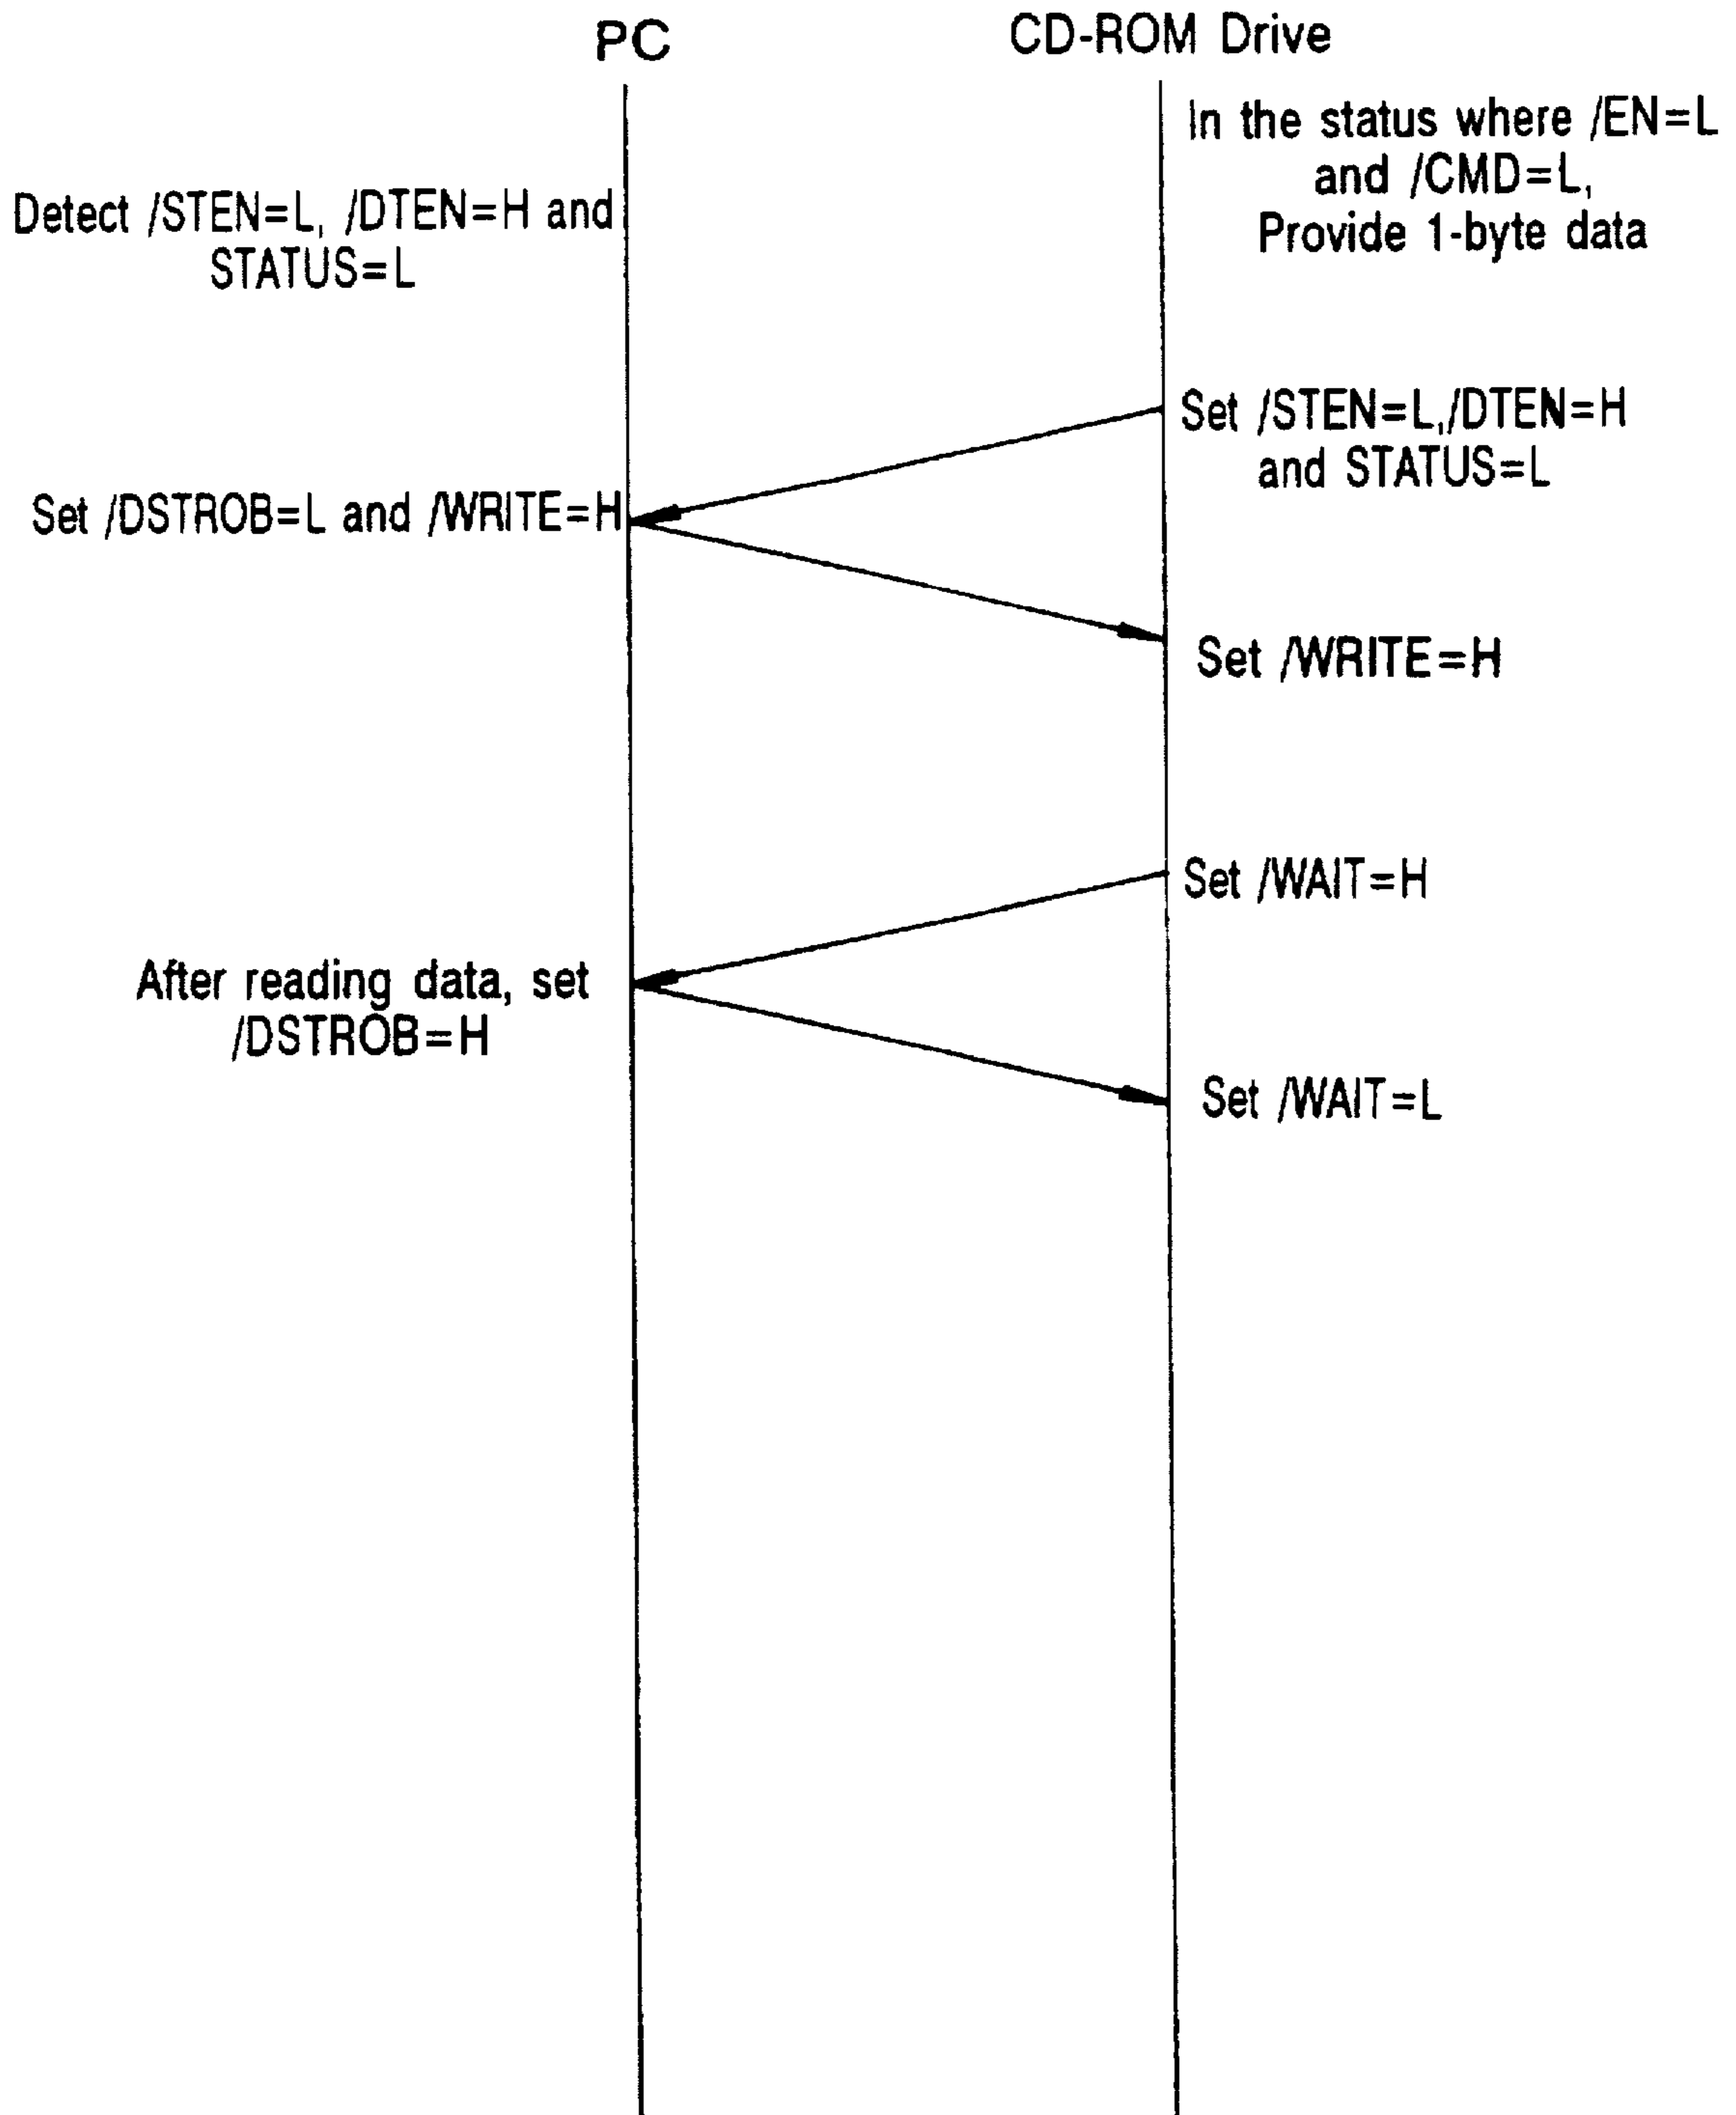 PC
CD-ROM Drive
In the status where /EN=L
and /CMD=L,
Provide 1-byte data
Detect /STEN=L, /DTEN=H and
STATUS=L
Set /STEN=L,/DTEN=H
and STATUS=L
Set /DSTROB=L and /WRITE=H
Set /WRITE=H
Set /WAIT=H
After reading data, set
/DSTROB=H
Set /WAIT=L